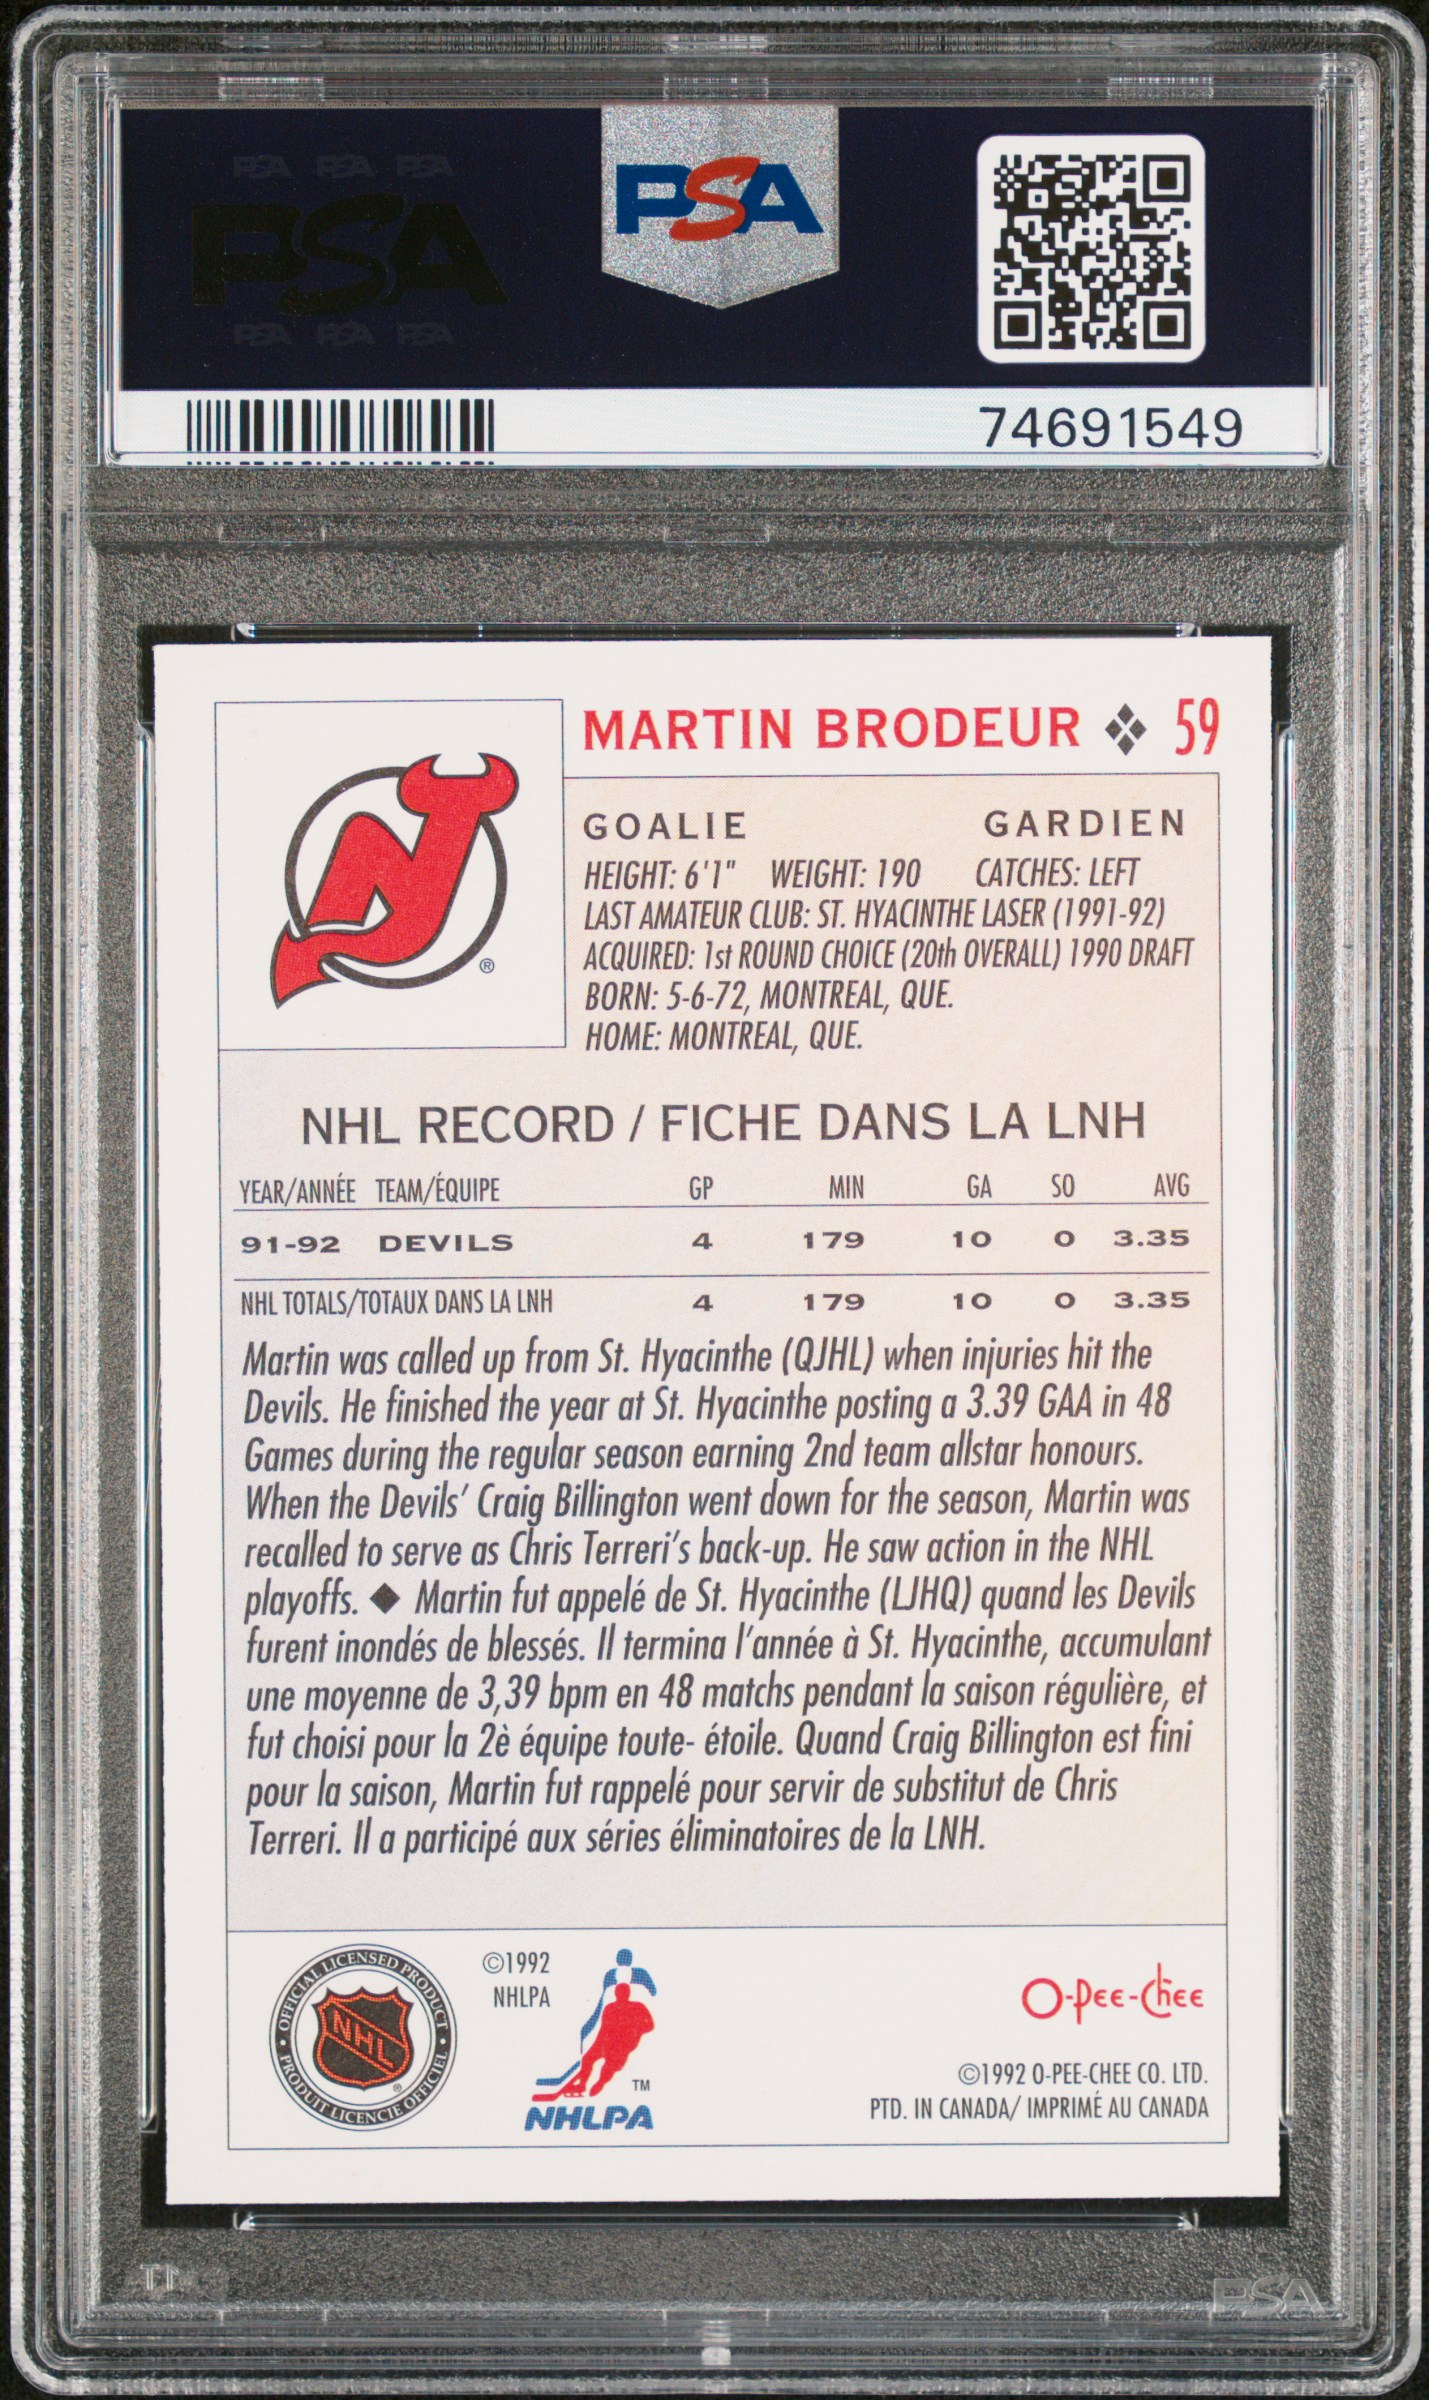 PSA PSA PSA
PSA
PSA PSA PSA
PSA
74691549
MARTIN BRODEUR 59
GOALIE GARDIEN
HEIGHT: 6'1" WEIGHT: 190 CATCHES: LEFT
LAST AMATEUR CLUB: ST. HYACINTHE LASER (1991-92)
ACQUIRED: 1st ROUND CHOICE (20th OVERALL) 1990 DRAFT
BORN: 5-6-72, MONTREAL, QUE.
HOME: MONTREAL, QUE.
®
NHL RECORD / FICHE DANS LA LNH
YEAR/ANNÉE TEAM/ÉQUIPE GP MIN GA SO AVG
91-92 DEVILS 4 179 10 0 3.35
NHL TOTALS/TOTAUX DANS LA LNH 4 179 10 0 3.35
Martin was called up from St. Hyacinthe (QJHL) when injuries hit the
Devils. He finished the year at St. Hyacinthe posting a 3.39 GAA in 48
Games during the regular season earning 2nd team allstar honours.
When the Devils' Craig Billington went down for the season, Martin was
recalled to serve as Chris Terreri's back-up. He saw action in the NHL
playoffs. ◆ Martin fut appelé de St. Hyacinthe (LJHQ) quand les Devils
furent inondés de blessés. Il termina l'année à St. Hyacinthe, accumulant
une moyenne de 3,39 bpm en 48 matchs pendant la saison régulière, et
fut choisi pour la 2è équipe toute- étoile. Quand Craig Billington est fini
pour la saison, Martin fut rappelé pour servir de substitut de Chris
Terreri. Il a participé aux séries éliminatoires de la LNH.
OFFICIAL LICENSED PRODUCT
NHL ®
PRODUIT LICENCIE OFFICIEL
©1992
NHLPA
TM
NHLPA
O-Pee-Chee
©1992 O-PEE-CHEE CO. LTD.
PTD. IN CANADA/ IMPRIMÉ AU CANADA
PSA